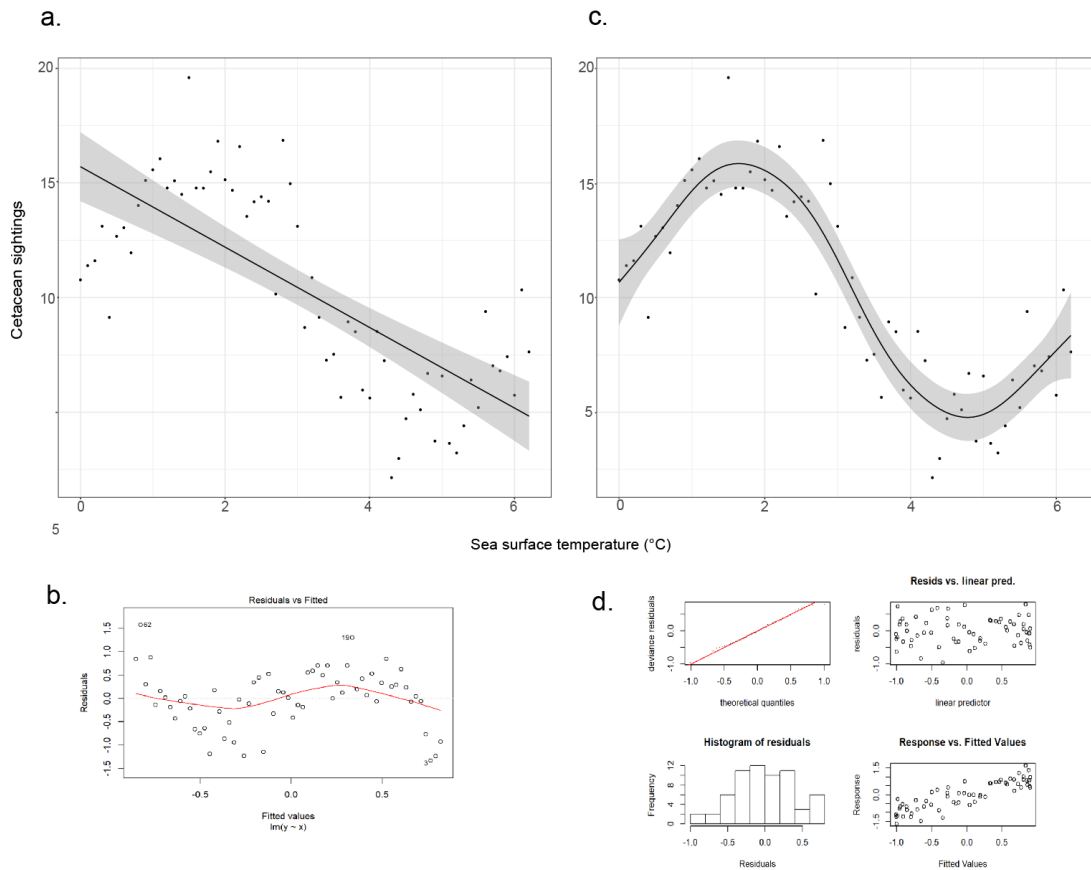 a.
c.
20
15
10
Cetacean sightings
0
2
4
6
5
20
15
10
5
0
2
4
6
Sea surface temperature (°C)
b.
Residuals vs Fitted
1.5
1.0
0.5
0.0
-0.5
-1.0
-1.5
Residuals
62
19
3
-0.5
0.0
0.5
Fitted values
lm(y ~ x)
d.
deviance residuals
0.0
-1.0
-1.0
-0.5
0.0
0.5
1.0
theoretical quantiles
Resids vs. linear pred.
residuals
0.0
-1.0
-1.0
-0.5
0.0
0.5
linear predictor
Histogram of residuals
Frequency
12
8
4
0
-1.0
-0.5
0.0
0.5
Residuals
Response vs. Fitted Values
Response
1.5
0.0
-1.5
-1.0
-0.5
0.0
0.5
Fitted Values